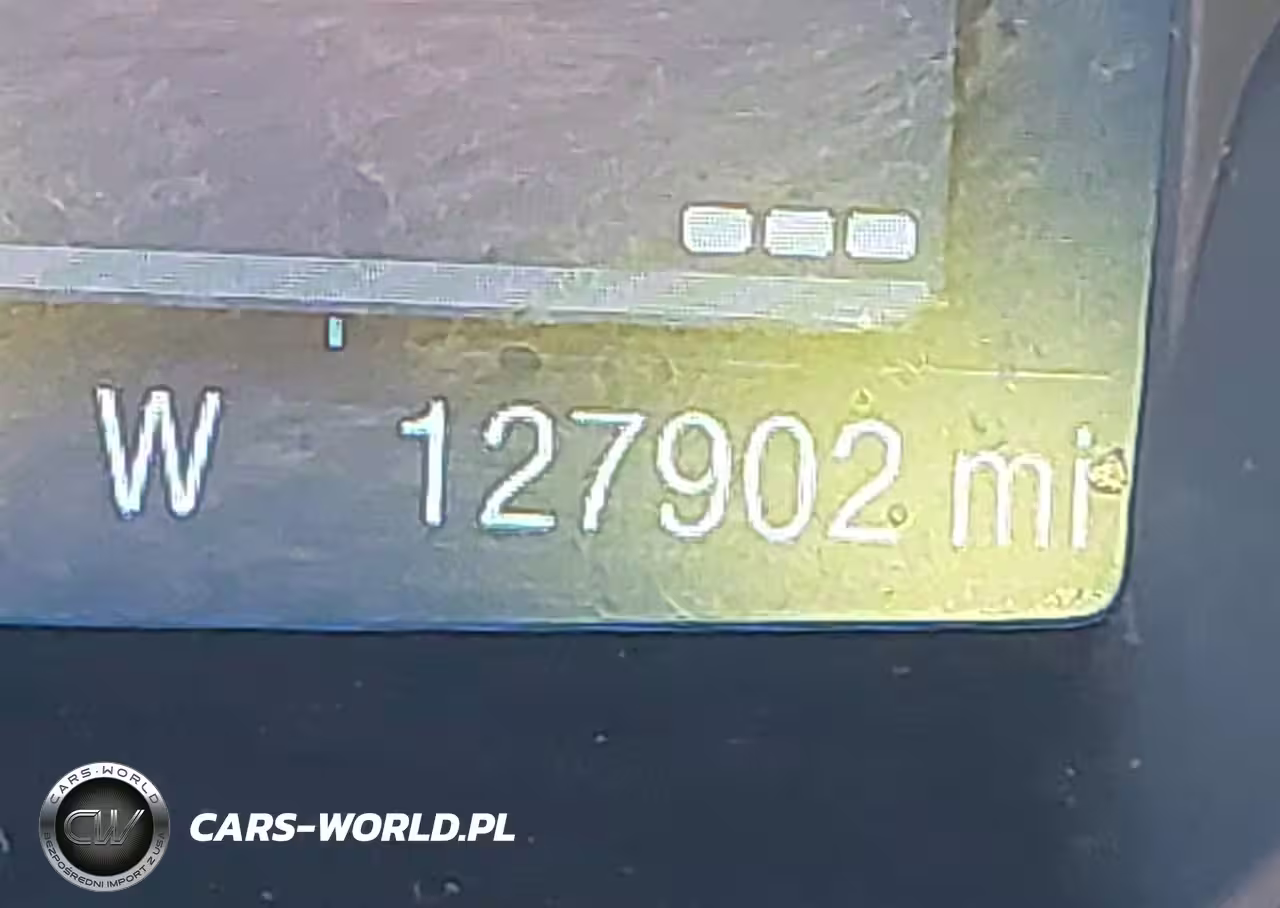 W 127902 mi
CARS-WORLD
CW
BEZPOŚREDNI IMPORT Z USA
CARS-WORLD.PL